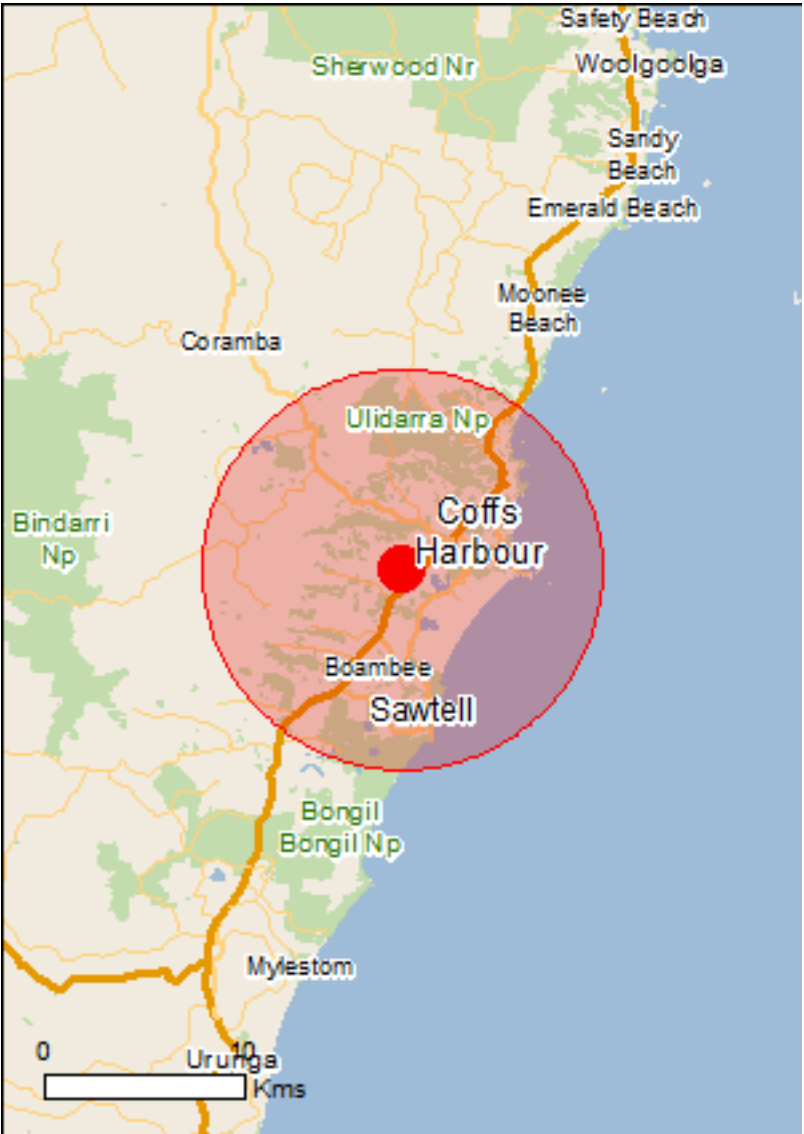 Safety Beach
Sherwood Nr
Woolgoolga
Sandy
Beach
Emerald Beach
Moonee
Beach
Coramba
Ulidarra Np
Coffs
Harbour
Bindarri
Np
Boambee
Sawtell
Bongil
Bongil Np
Mylestom
0 10
Urunga
Kms